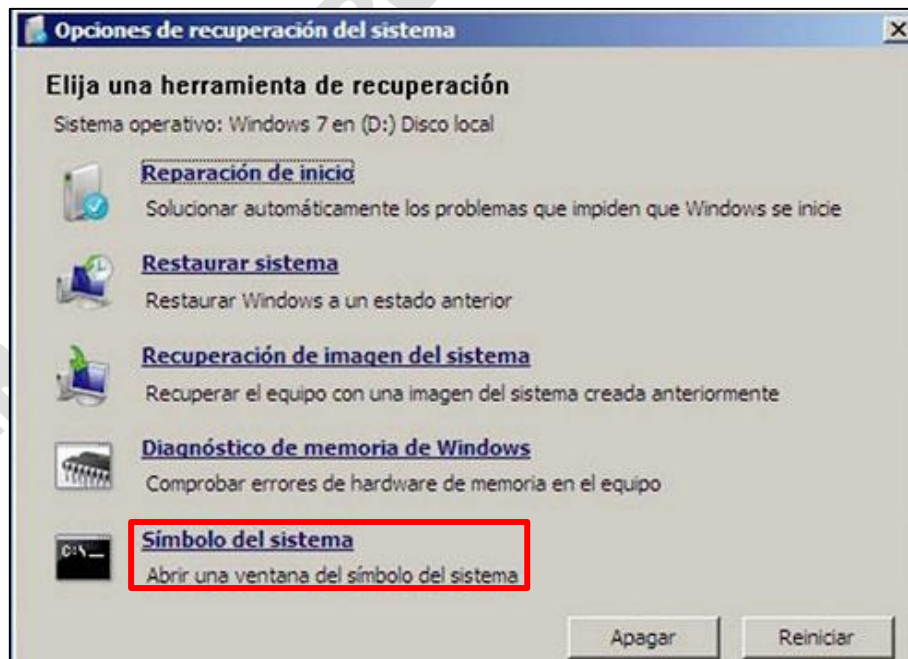 Opciones de recuperación del sistema
Elija una herramienta de recuperación
Sistema operativo: Windows 7 en (D:) Disco local
Reparación de inicio
Solucionar automáticamente los problemas que impiden que Windows se inicie
Restaurar sistema
Restaurar Windows a un estado anterior
Recuperación de imagen del sistema
Recuperar el equipo con una imagen del sistema creada anteriormente
Diagnóstico de memoria de Windows
Comprobar errores de hardware de memoria en el equipo
C:\_
Símbolo del sistema
Abrir una ventana del símbolo del sistema
Apagar
Reiniciar